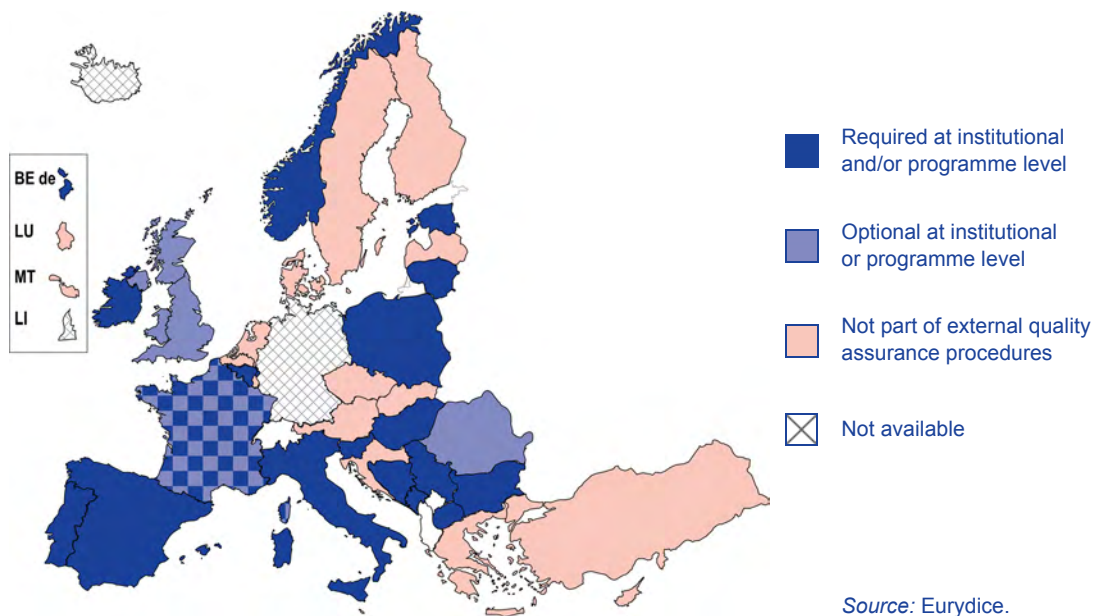 BE de
LU
MT
LI
Required at institutional
and/or programme level
Optional at institutional
or programme level
Not part of external quality
assurance procedures
Not available
Source: Eurydice.